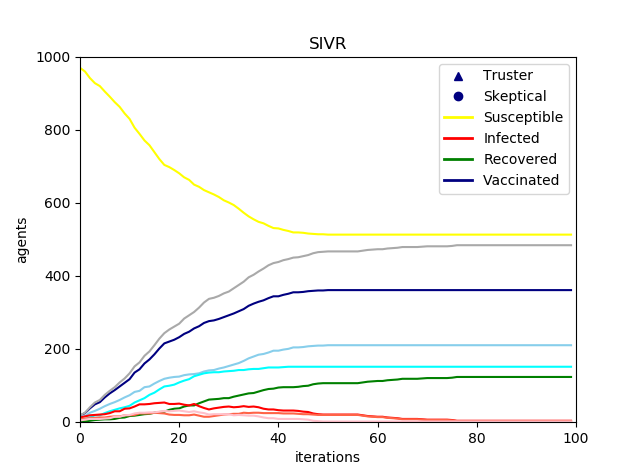 SIVR
1000
800
600
400
200
0
0 20 40 60 80 100
agents
iterations
Truster
Skeptical
Susceptible
Infected
Recovered
Vaccinated